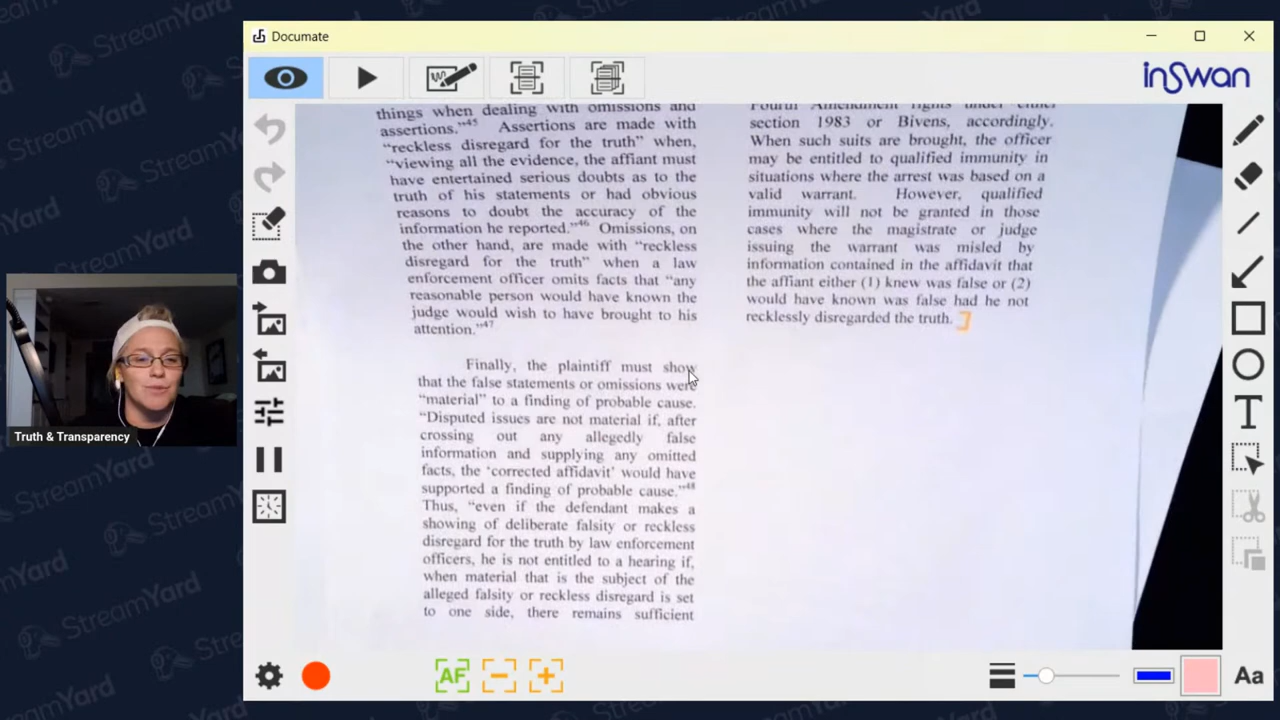 Documate
inSwan
things when dealing with omissions and
assertions.”45 Assertions are made with
“reckless disregard for the truth” when,
“viewing all the evidence, the affiant must
have entertained serious doubts as to the
truth of his statements or had obvious
reasons to doubt the accuracy of the
information he reported.”46 Omissions, on
the other hand, are made with “reckless
disregard for the truth” when a law
enforcement officer omits facts that “any
reasonable person would have known the
judge would wish to have brought to his
attention.”47
Finally, the plaintiff must show
that the false statements or omissions were
“material” to a finding of probable cause.
“Disputed issues are not material if, after
crossing out any allegedly false
information and supplying any omitted
facts, the ‘corrected affidavit’ would have
supported a finding of probable cause.”48
Thus, “even if the defendant makes a
showing of deliberate falsity or reckless
disregard for the truth by law enforcement
officers, he is not entitled to a hearing if,
when material that is the subject of the
alleged falsity or reckless disregard is set
to one side, there remains sufficient
Fourth Amendment rights under either
section 1983 or Bivens, accordingly.
When such suits are brought, the officer
may be entitled to qualified immunity in
situations where the arrest was based on a
valid warrant. However, qualified
immunity will not be granted in those
cases where the magistrate or judge
issuing the warrant was misled by
information contained in the affidavit that
the affiant either (1) knew was false or (2)
would have known was false had he not
recklessly disregarded the truth.
Truth & Transparency
AF
T
Aa
StreamYard
StreamYard
StreamYard
StreamYard